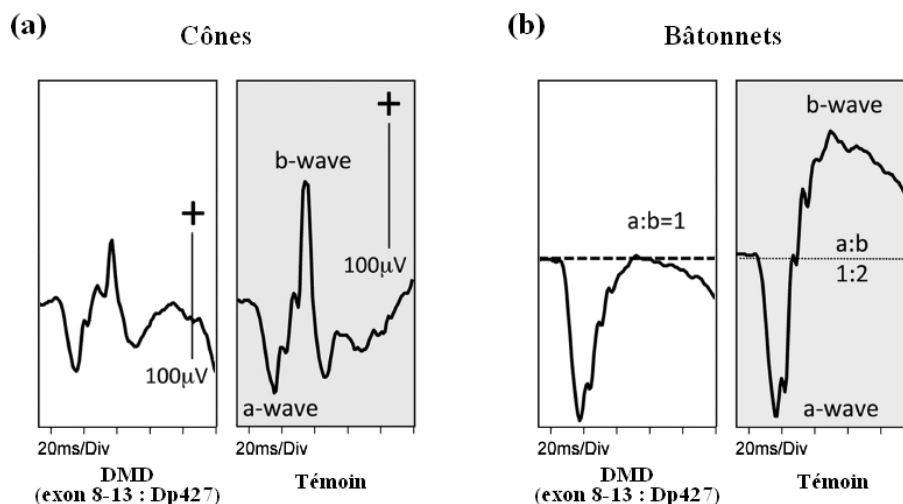 (a)
Cônes
+
100µV
20ms/Div
DMD
(exon 8-13 : Dp427)
+
b-wave
100µV
a-wave
20ms/Div
Témoin
(b)
Bâtonnets
a:b=1
20ms/Div
DMD
(exon 8-13 : Dp427)
b-wave
a:b
1:2
a-wave
20ms/Div
Témoin